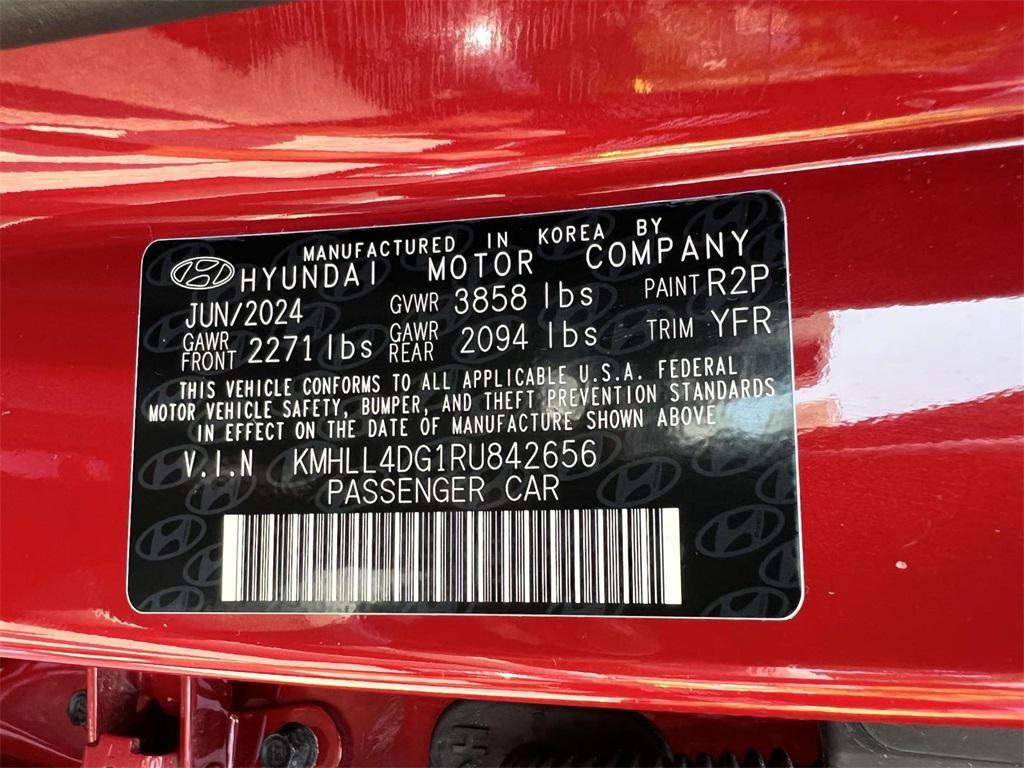 MANUFACTURED IN KOREA BY
HYUNDAI MOTOR COMPANY
JUN/2024 GVWR 3858 lbs PAINT R2P
GAWR FRONT 2271 lbs GAWR REAR 2094 lbs TRIM YFR
THIS VEHICLE CONFORMS TO ALL APPLICABLE U.S.A. FEDERAL
MOTOR VEHICLE SAFETY, BUMPER, AND THEFT PREVENTION STANDARDS
IN EFFECT ON THE DATE OF MANUFACTURE SHOWN ABOVE
V.I.N KMHLL4DG1RU842656
PASSENGER CAR